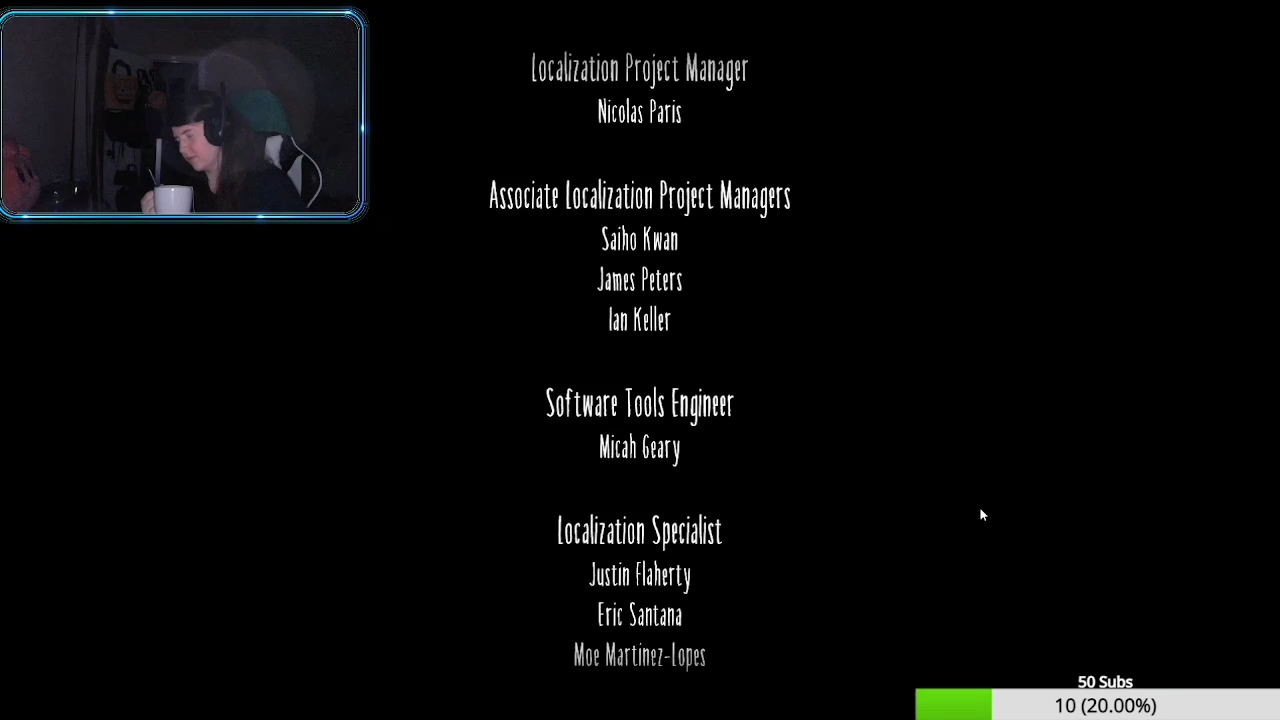 Localization Project Manager
Nicolas Paris
Associate Localization Project Managers
Saiho Kwan
James Peters
Ian Keller
Software Tools Engineer
Micah Geary
Localization Specialist
Justin Flaherty
Eric Santana
Moe Martinez-Lopes
50 Subs
10 (20.00%)